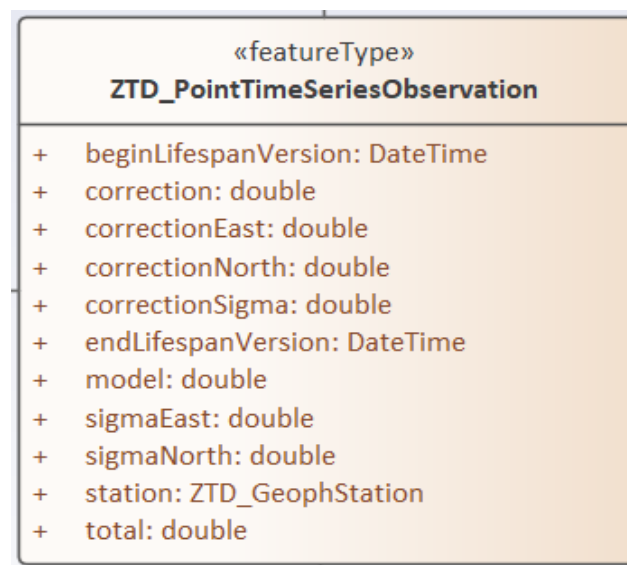 «featureType»
ZTD_PointTimeSeriesObservation
+ beginLifespanVersion: DateTime
+ correction: double
+ correctionEast: double
+ correctionNorth: double
+ correctionSigma: double
+ endLifespanVersion: DateTime
+ model: double
+ sigmaEast: double
+ sigmaNorth: double
+ station: ZTD_GeophStation
+ total: double